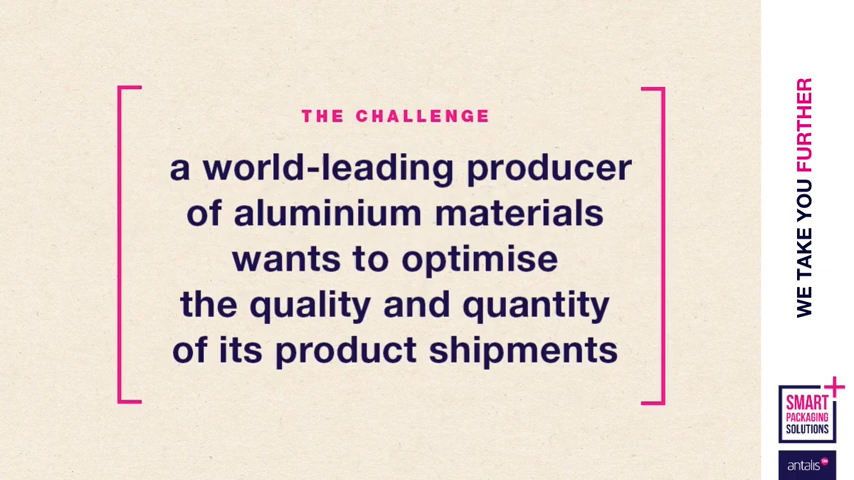 THE CHALLENGE
a world-leading producer
of aluminium materials
wants to optimise
the quality and quantity
of its product shipments
WE TAKE YOU FURTHER
SMART
PACKAGING
SOLUTIONS
antalis